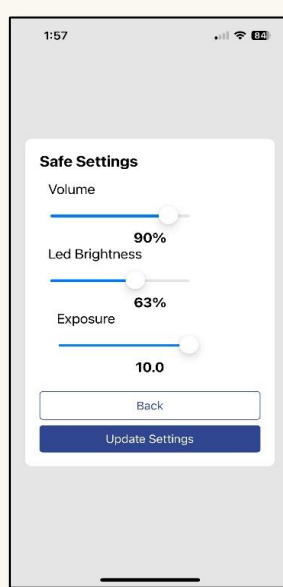 1:57 84
Safe Settings
Volume
90%
Led Brightness
63%
Exposure
10.0
Back
Update Settings